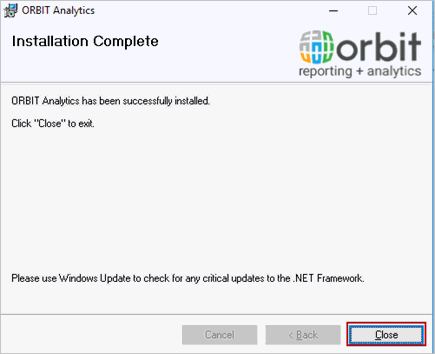 ORBIT Analytics
Installation Complete
orbit
reporting + analytics
ORBIT Analytics has been successfully installed.
Click "Close" to exit.
Please use Windows Update to check for any critical updates to the .NET Framework.
Cancel
< Back
Close